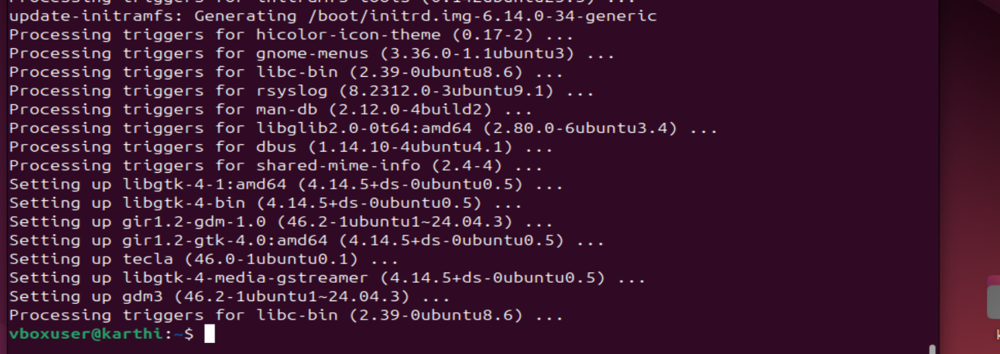 Processing triggers for initramfs-tools (0.142ubuntu25.5) ...
update-initramfs: Generating /boot/initrd.img-6.14.0-34-generic
Processing triggers for hicolor-icon-theme (0.17-2) ...
Processing triggers for gnome-menus (3.36.0-1.1ubuntu3) ...
Processing triggers for libc-bin (2.39-0ubuntu8.6) ...
Processing triggers for rsyslog (8.2312.0-3ubuntu9.1) ...
Processing triggers for man-db (2.12.0-4build2) ...
Processing triggers for libglib2.0-0t64:amd64 (2.80.0-6ubuntu3.4) ...
Processing triggers for dbus (1.14.10-4ubuntu4.1) ...
Processing triggers for shared-mime-info (2.4-4) ...
Setting up libgtk-4-1:amd64 (4.14.5+ds-0ubuntu0.5) ...
Setting up libgtk-4-bin (4.14.5+ds-0ubuntu0.5) ...
Setting up gir1.2-gdm-1.0 (46.2-1ubuntu1~24.04.3) ...
Setting up gir1.2-gtk-4.0:amd64 (4.14.5+ds-0ubuntu0.5) ...
Setting up tecla (46.0-1ubuntu0.1) ...
Setting up libgtk-4-media-gstreamer (4.14.5+ds-0ubuntu0.5) ...
Setting up gdm3 (46.2-1ubuntu1~24.04.3) ...
Processing triggers for libc-bin (2.39-0ubuntu8.6) ...
vboxuser@karthi:~$